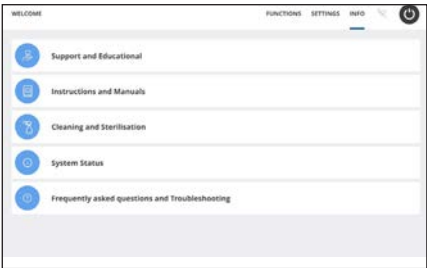 WELCOME FUNCTIONS SETTINGS INFO
Support and Educational
Instructions and Manuals
Cleaning and Sterilisation
System Status
Frequently asked questions and Troubleshooting